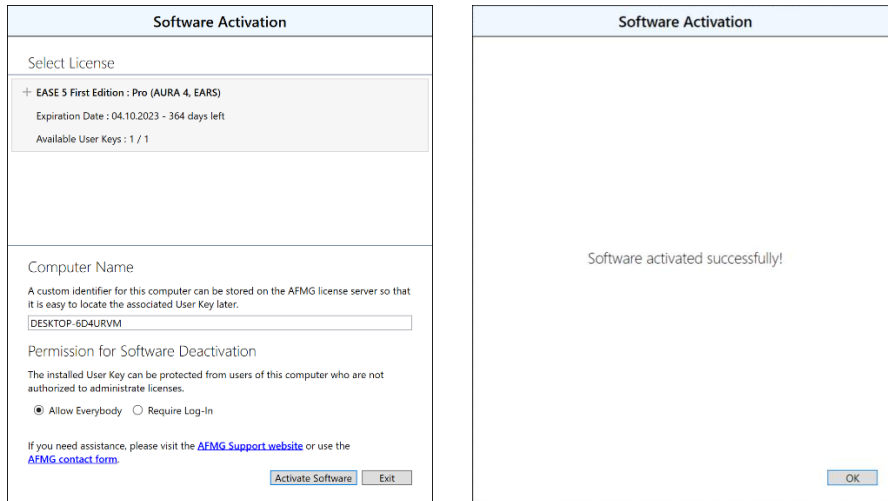 Software Activation
Select License
+ EASE 5 First Edition : Pro (AURA 4, EARS)
Expiration Date : 04.10.2023 - 364 days left
Available User Keys : 1 / 1
Computer Name
A custom identifier for this computer can be stored on the AFMG license server so that
it is easy to locate the associated User Key later.
DESKTOP-6D4URVM
Permission for Software Deactivation
The installed User Key can be protected from users of this computer who are not
authorized to administrate licenses.
Allow Everybody Require Log-In
If you need assistance, please visit the AFMG Support website or use the
AFMG contact form.
Activate Software Exit
Software Activation
Software activated successfully!
OK